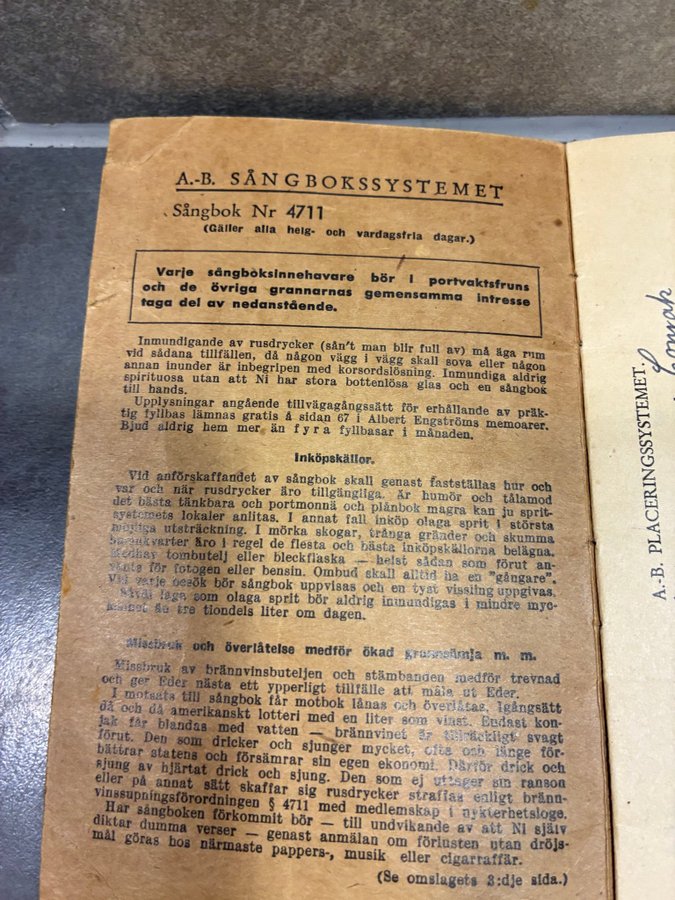 A.-B. SÅNGBOKSSYSTEMET
Sångbok Nr 4711
(Gäller alla helg- och vardagsfria dagar.)
Varje sångboksinnehavare bör i portvaktsfruns
och de övriga grannarnas gemensamma intresse
taga del av nedanstående.
Inmundigande av rusdrycker (sån't man blir full av) må äga rum
vid sådana tillfällen, då någon vägg i vägg skall sova eller någon
annan inunder är inbegripen med korsordslösning. Inmundiga aldrig
spirituosa utan att Ni har stora bottenlösa glas och en sångbok
till hands.
Upplysningar angående tillvägagångssätt för erhållande av präk-
tig fyllbas lämnas gratis å sidan 67 i Albert Engströms memoarer.
Bjud aldrig hem mer än fyra fyllbasar i månaden.
Inköpskällor.
Vid anförskaffandet av sångbok skall genast fastställas hur och
var och när rusdrycker äro tillgängliga. Är humör och tålamod
det bästa tänkbara och portmonnä och plånbok magra kan ju sprit-
systemets lokaler anlitas. I annat fall inköp olaga sprit i största
möjliga utsträckning. I mörka skogar, trånga gränder och skumma
hamnkvarter äro i regel de flesta och bästa inköpskällorna belägna.
Medhav tombutelj eller bleckflaska — helst sådan som förut an-
vänts för fotogen eller bensin. Ombud skall alltid ha en "gångare".
Vid varje besök bör sångbok uppvisas och en tyst vissling uppgivas.
Såväl laga som olaga sprit bör aldrig inmundigas i mindre myc-
kenhet än tre tiondels liter om dagen.
Missbruk och överlåtelse medför ökad grannsämja m. m.
Missbruk av brännvinsbuteljen och stämbanden medför trevnad
och ger Eder nästa ett ypperligt tillfälle att måla ut Eder.
I motsats till sångbok får motbok lånas och överlåtas. Igångsätt
då och då amerikanskt lotteri med en liter som vinst. Endast kon-
jak får blandas med vatten — brännvinet är tillräckligt svagt
förut. Den som dricker och sjunger mycket, ofta och länge för-
bättrar statens och försämrar sin egen ekonomi. Därför drick och
sjung av hjärtat drick och sjung. Den som ej uttager sin ranson
eller på annat sätt skaffar sig rusdrycker straffas enligt bränn-
vinssupningsförordningen § 4711 med medlemskap i nykterhetsloge.
Har sångboken förkommit bör — till undvikande av att Ni själv
diktar dumma verser — genast anmälan om förlusten utan dröjs-
mål göras hos närmaste pappers-, musik eller cigarraffär.
(Se omslagets 3:dje sida.)
A.-B. PLACERINGSSYSTEMET.